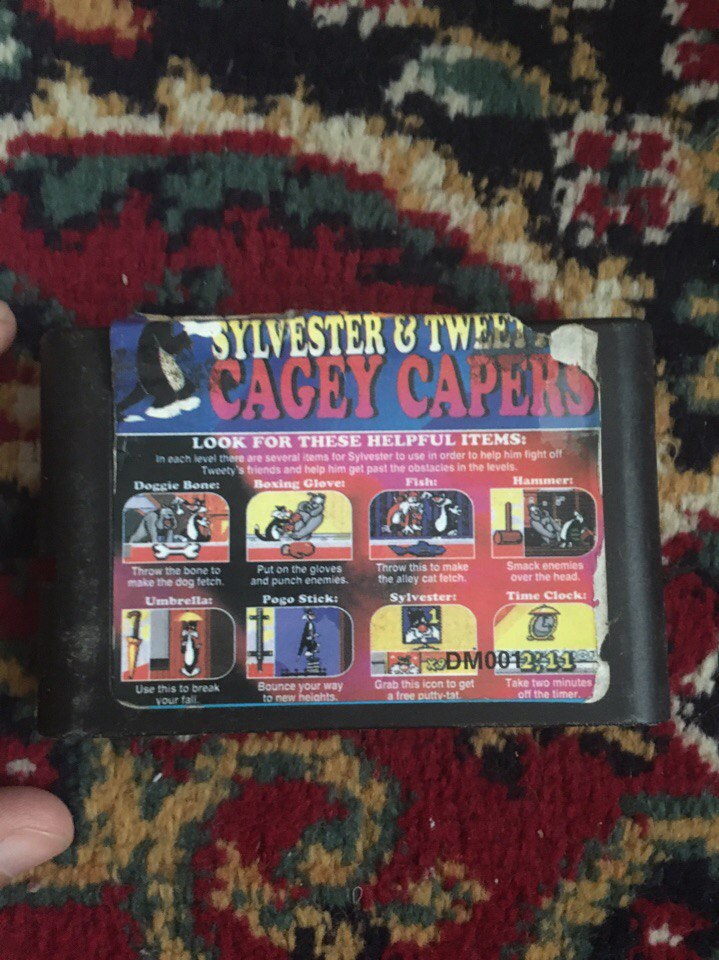 SYLVESTER & TWEET
CAGEY CAPERS
LOOK FOR THESE HELPFUL ITEMS:
In each level there are several items for Sylvester to use in order to help him fight off
Tweety's friends and help him get past the obstacles in the levels.
Doggie Bone: Boxing Glove: Fish: Hammer:
Throw the bone to Put on the gloves Throw this to make Smack enemies
make the dog fetch. and punch enemies. the alley cat fetch. over the head.
Umbrella: Pogo Stick: Sylvester: Time Clock:
1
DM001 2:11
Use this to break Bounce your way Grab this icon to get Take two minutes
your fall. to new heights. a free putty-tat. off the timer.